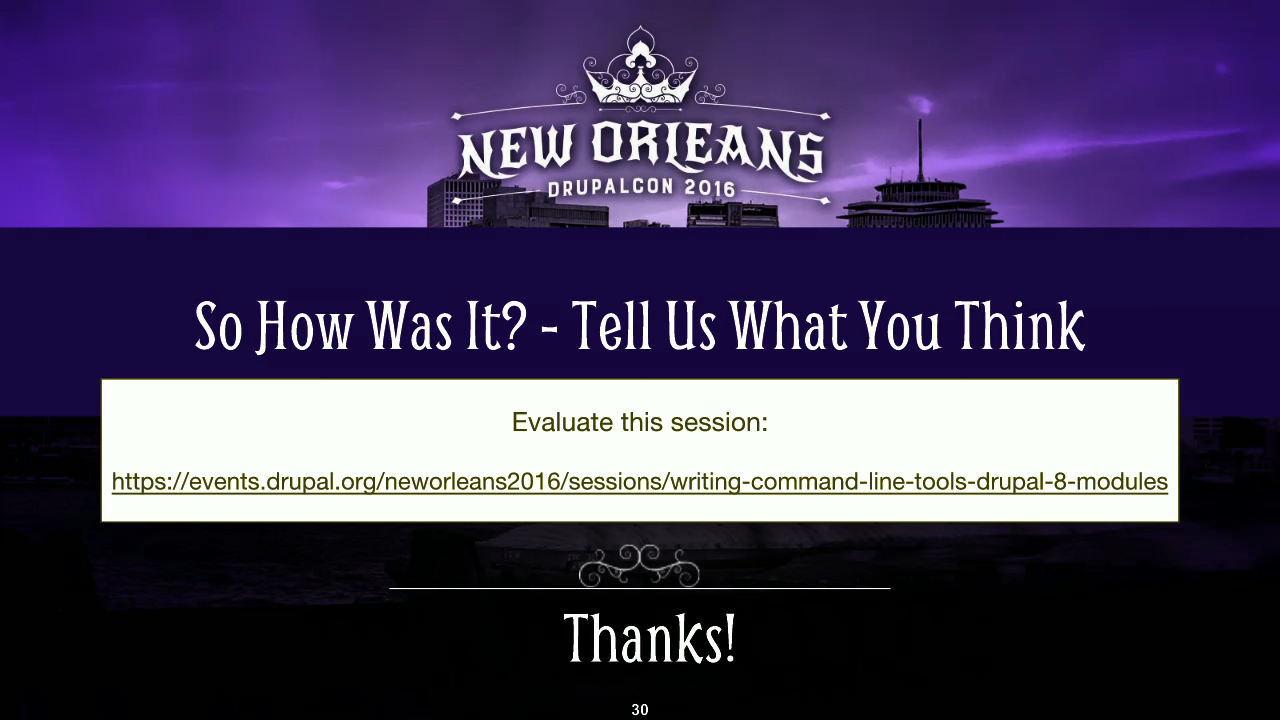 NEW ORLEANS
DRUPALCON 2016
So How Was It? - Tell Us What You Think
Evaluate this session:
https://events.drupal.org/neworleans2016/sessions/writing-command-line-tools-drupal-8-modules
Thanks!
30